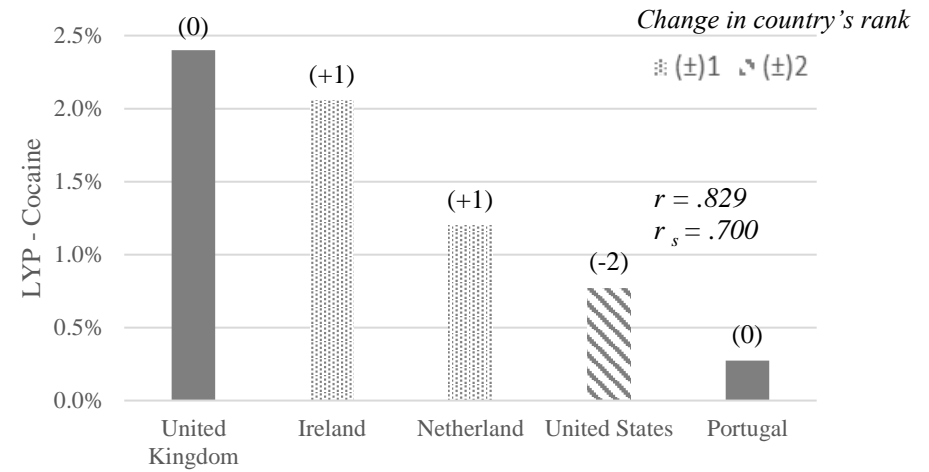 Change in country's rank
(±)1 (±)2
LYP - Cocaine
2.5%
2.0%
1.5%
1.0%
0.5%
0.0%
(0)
(+1)
(+1)
(-2)
(0)
r = .829
r s = .700
United Kingdom
Ireland
Netherland
United States
Portugal